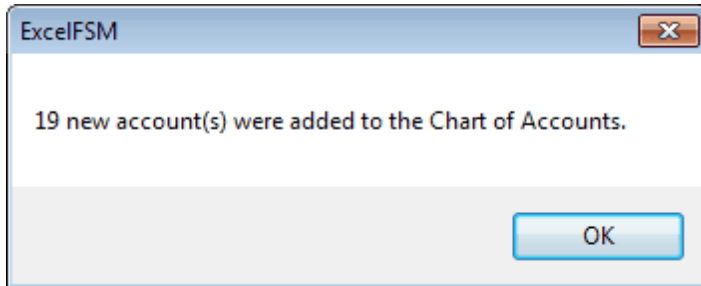 ExcelFSM
19 new account(s) were added to the Chart of Accounts.
OK